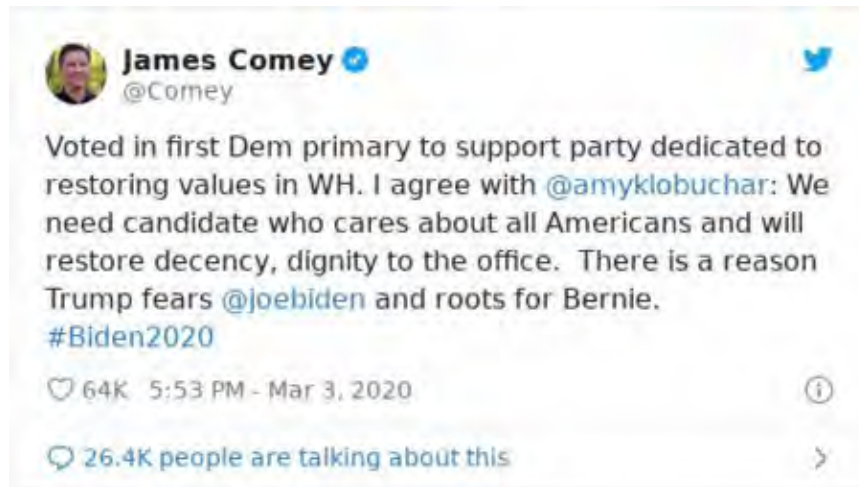 James Comey
@Comey
Voted in first Dem primary to support party dedicated to
restoring values in WH. I agree with @amyklobuchar: We
need candidate who cares about all Americans and will
restore decency, dignity to the office.  There is a reason
Trump fears @joebiden and roots for Bernie.
#Biden2020
64K 5:53 PM - Mar 3, 2020
26.4K people are talking about this